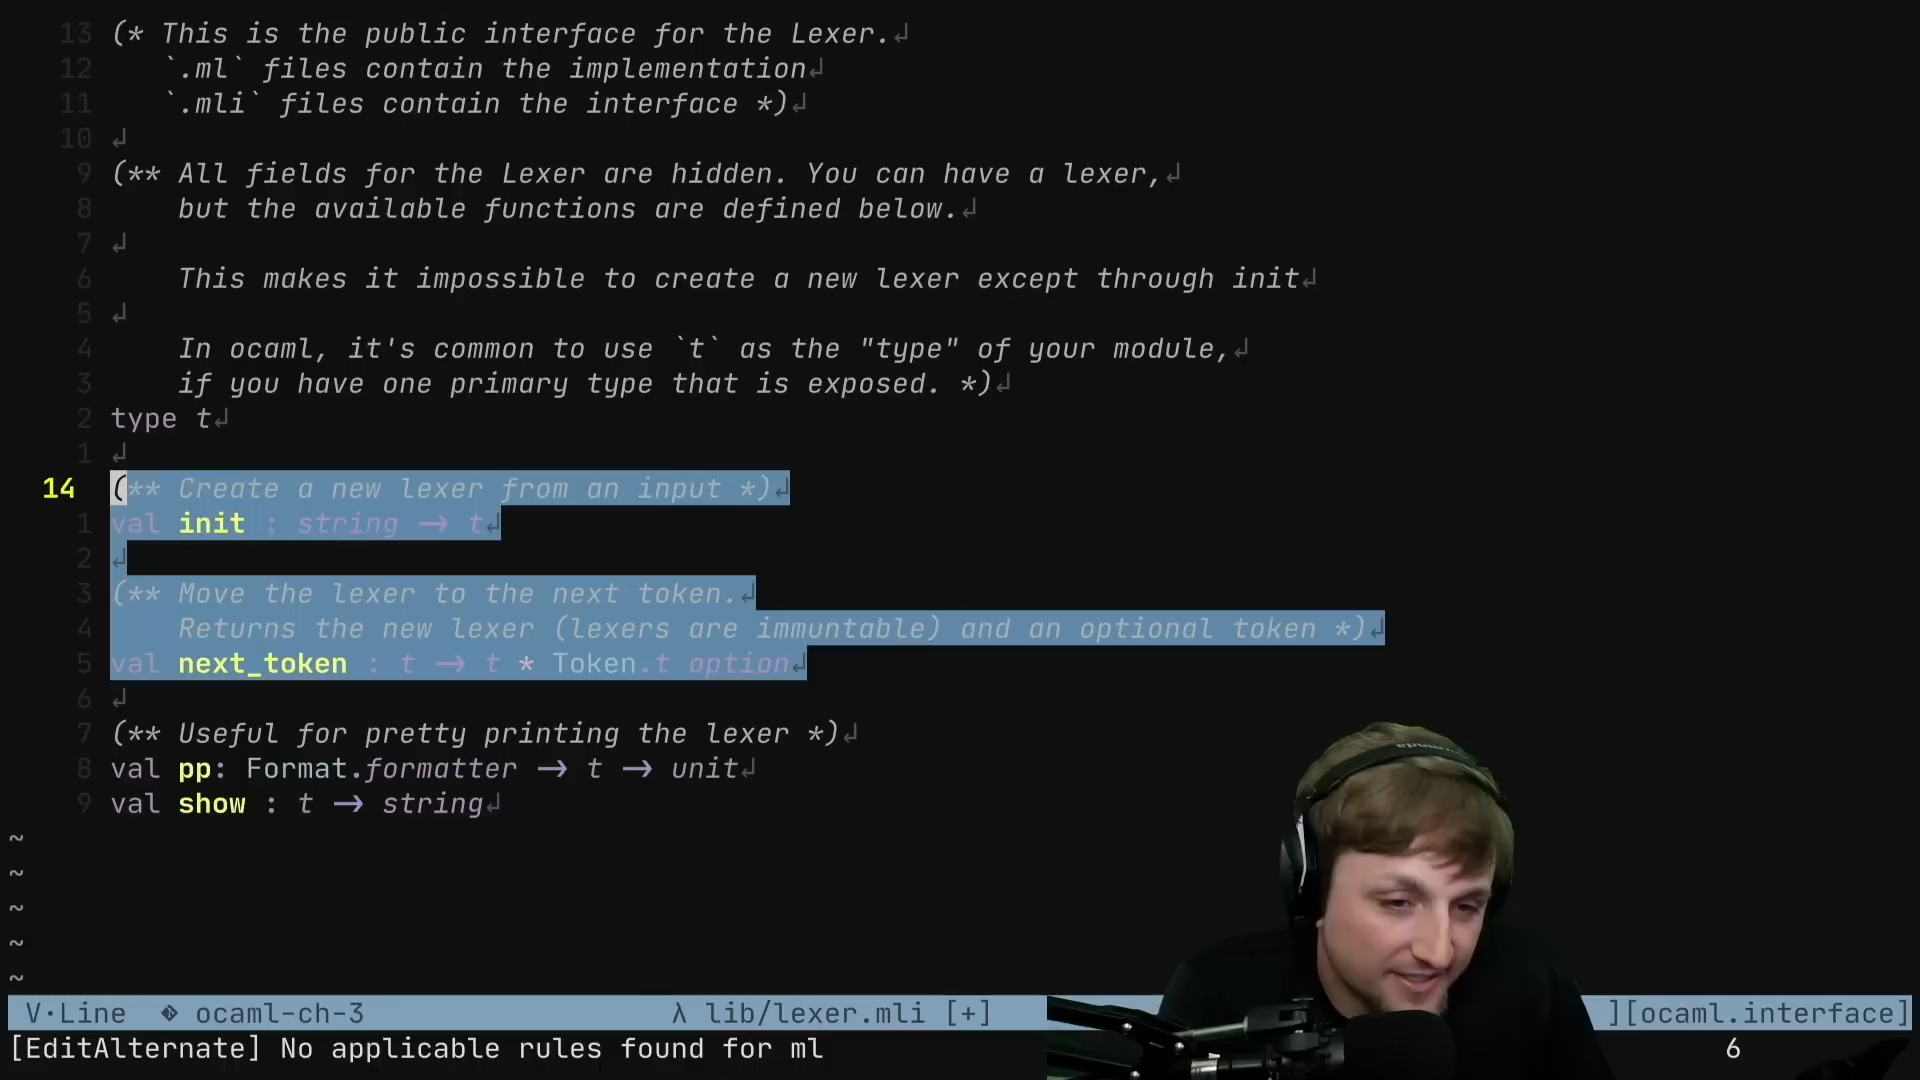 13 (* This is the public interface for the Lexer.
12 `.ml` files contain the implementation
11 `.mli` files contain the interface *)
10
9 (** All fields for the Lexer are hidden. You can have a lexer,
8 but the available functions are defined below.
7
6 This makes it impossible to create a new lexer except through init
5
4 In ocaml, it's common to use `t` as the "type" of your module,
3 if you have one primary type that is exposed. *)
2 type t
1
14 (** Create a new lexer from an input *)
1 val init : string → t
2
3 (** Move the lexer to the next token.
4 Returns the new lexer (lexers are immuntable) and an optional token *)
5 val next_token : t → t * Token.t option
6
7 (** Useful for pretty printing the lexer *)
8 val pp: Format.formatter → t → unit
9 val show : t → string
~
~
~
~
~
V·Line ocaml-ch-3 λ lib/lexer.mli [+] ][ocaml.interface]
[EditAlternate] No applicable rules found for ml 6